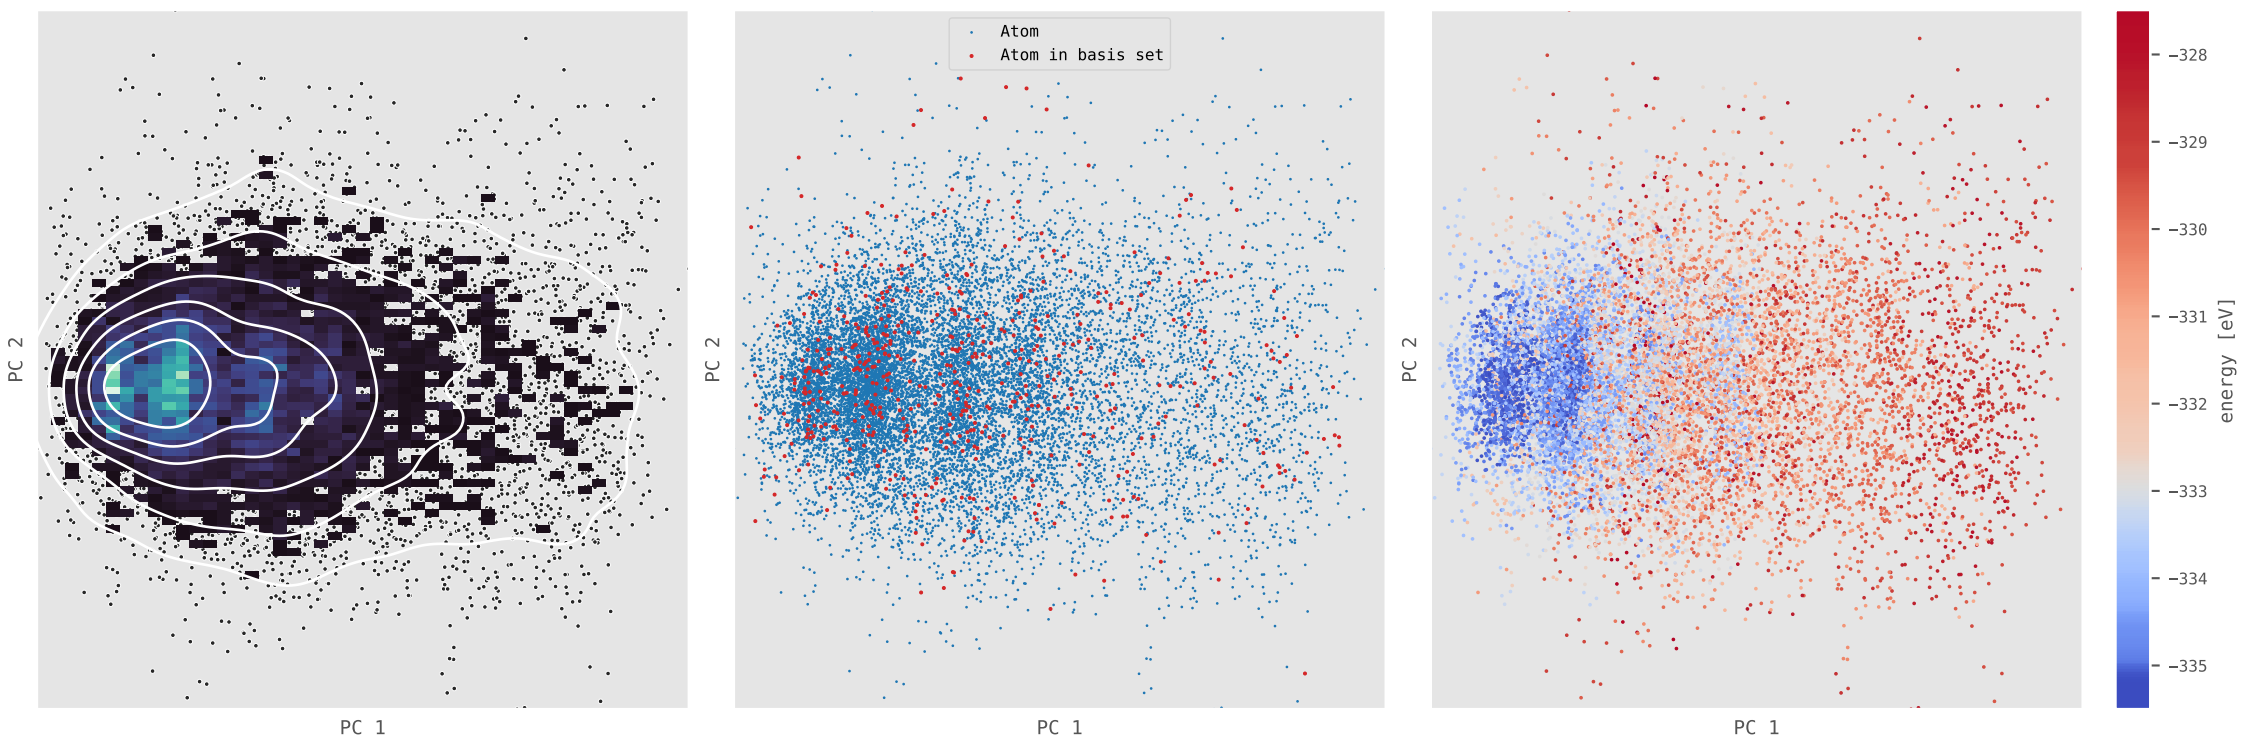 PC 2
PC 1
Atom
Atom in basis set
PC 2
PC 1
PC 2
PC 1
−328
−329
−330
−331
−332
−333
−334
−335
energy [eV]